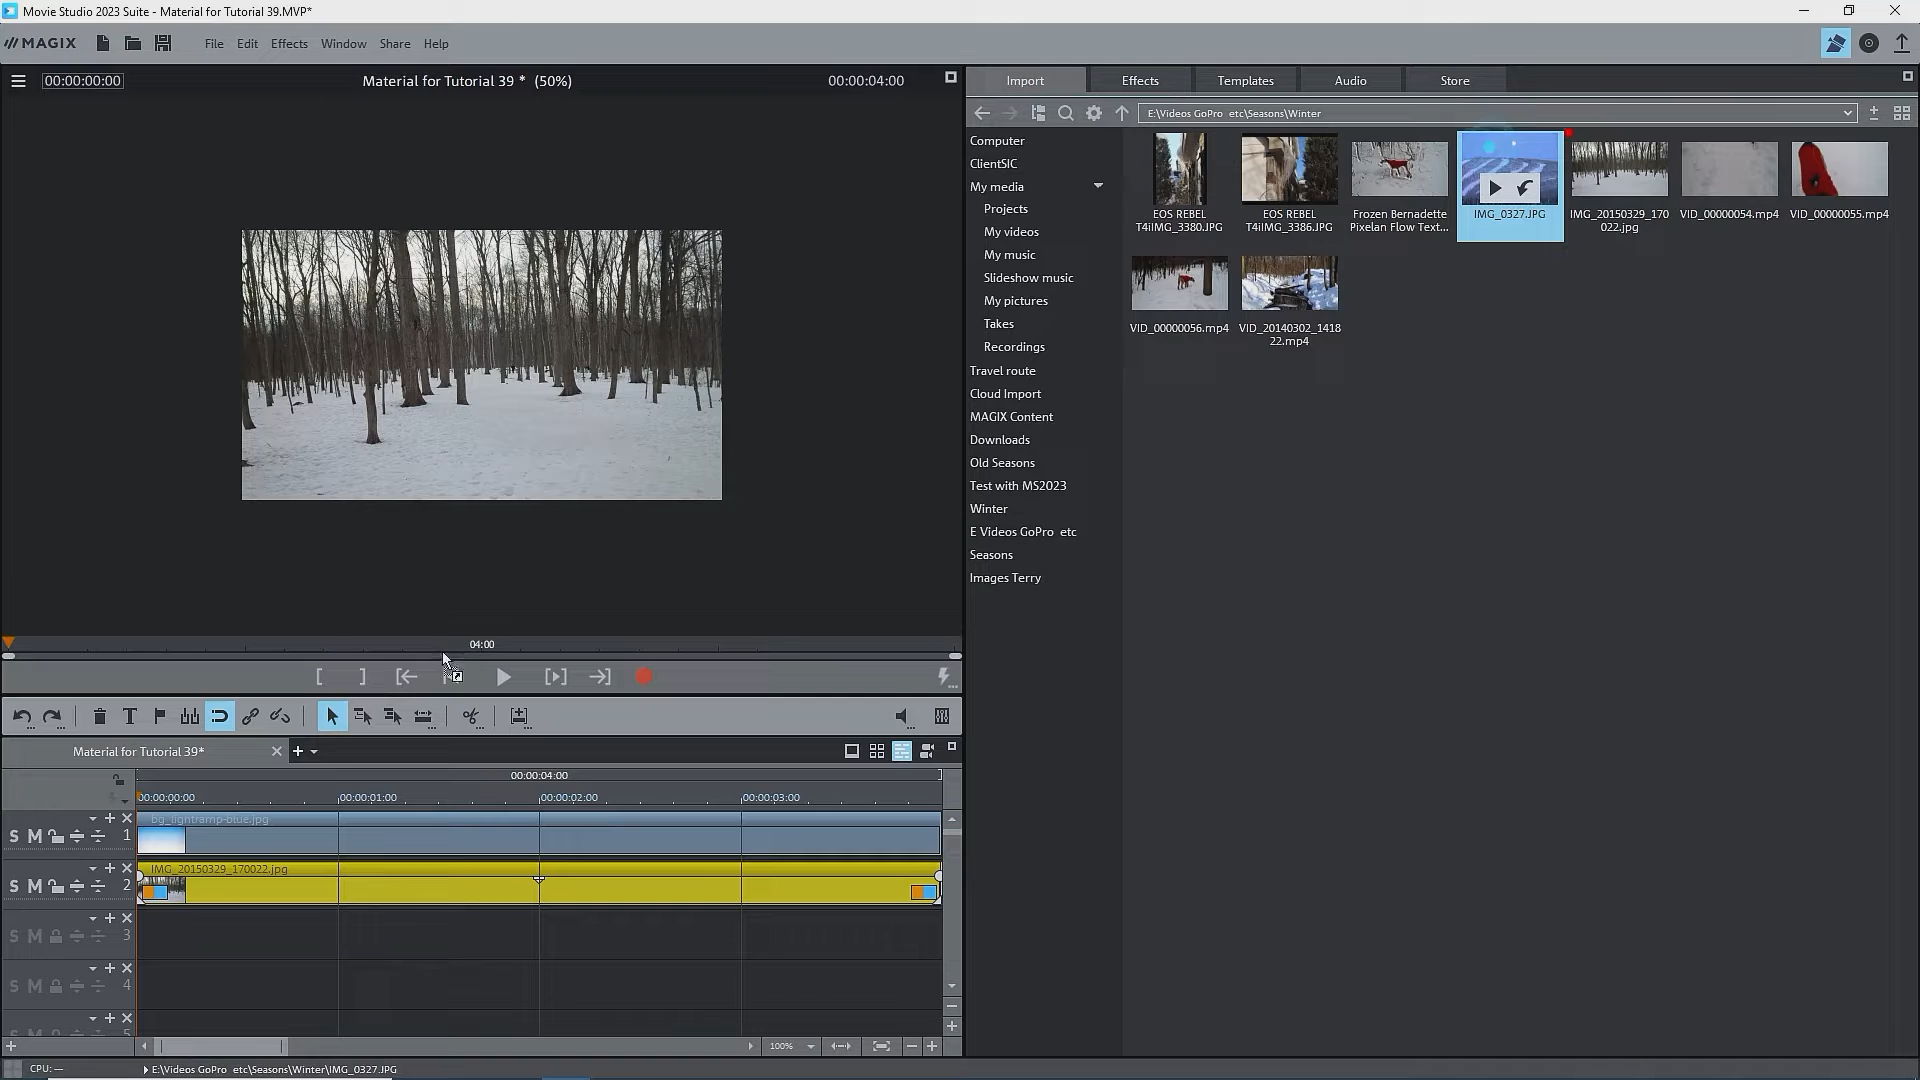 Movie Studio 2023 Suite - Material for Tutorial 39.MVP*
MAGIX
File Edit Effects Window Share Help
00:00:00:00
Material for Tutorial 39 * (50%)
00:00:04:00
Import Effects Templates Audio Store
E:\Videos GoPro etc\Seasons\Winter
Computer
ClientSIC
My media
Projects
My videos
My music
Slideshow music
My pictures
Takes
Recordings
Travel route
Cloud Import
MAGIX Content
Downloads
Old Seasons
Test with MS2023
Winter
E Videos GoPro etc
Seasons
Images Terry
EOS REBEL
T4iIMG_3380.JPG
EOS REBEL
T4iIMG_3386.JPG
Frozen Bernadette
Pixelan Flow Text...
IMG_0327.JPG
IMG_20150329_170
022.jpg
VID_00000054.mp4
VID_00000055.mp4
VID_00000056.mp4
VID_20140302_1418
22.mp4
04:00
Material for Tutorial 39*
00:00:04:00
00:00:00:00 00:00:01:00 00:00:02:00 00:00:03:00
S M 1
bg_lightramp-blue.jpg
S M 2
IMG_20150329_170022.jpg
S M 3
S M 4
S M 5
100%
CPU: —
E:\Videos GoPro etc\Seasons\Winter\IMG_0327.JPG